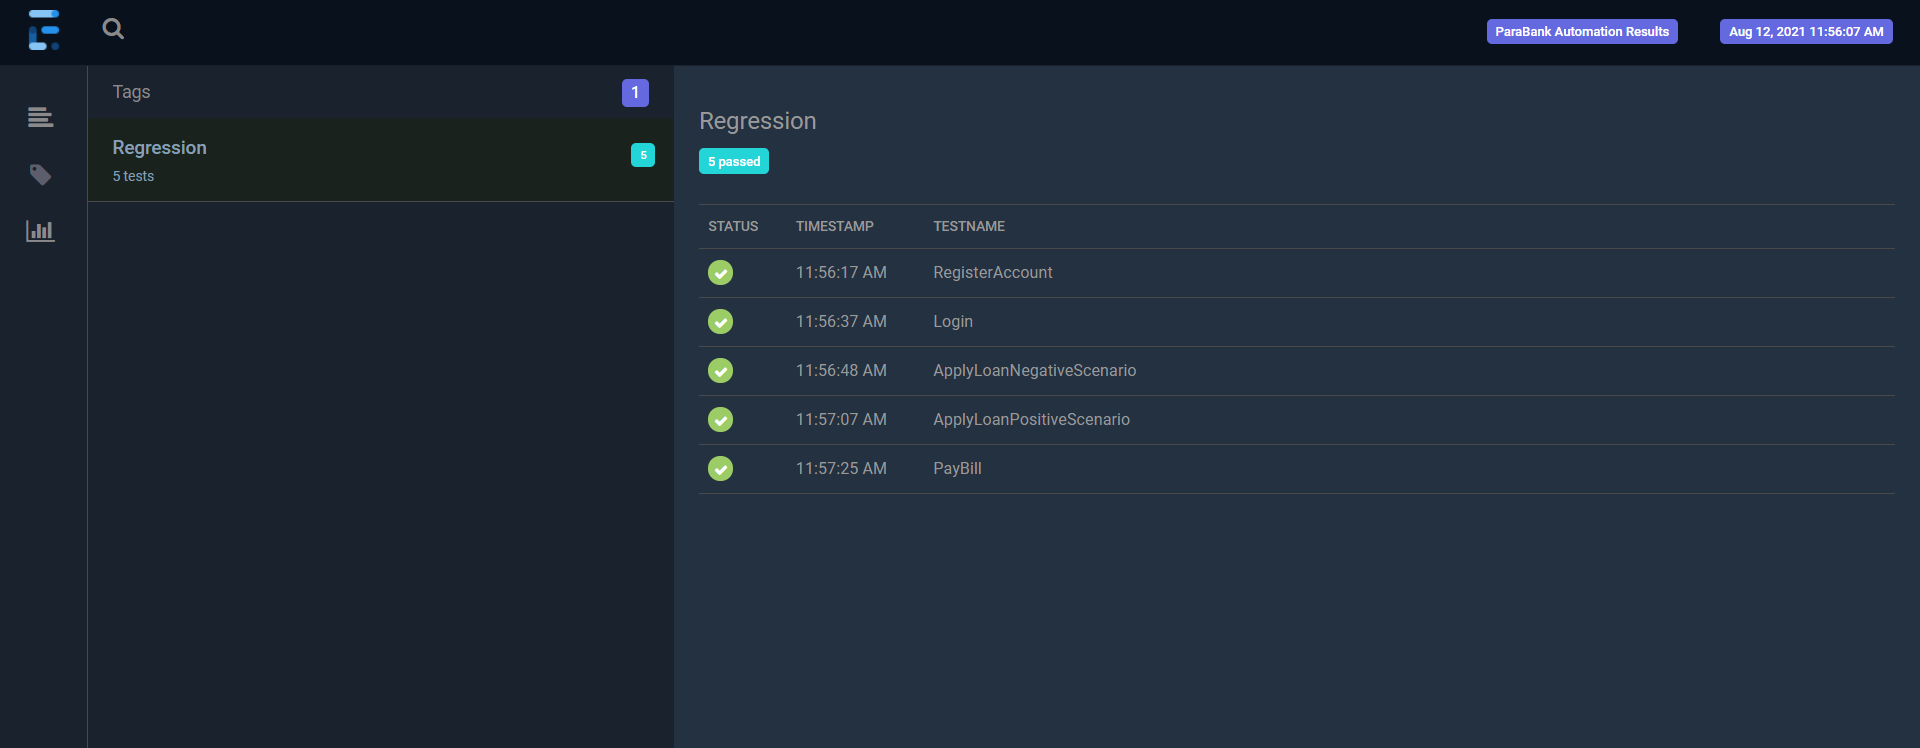 ParaBank Automation Results
Aug 12, 2021 11:56:07 AM
Tags 1
Regression
5
5 tests
Regression
5 passed
STATUS TIMESTAMP TESTNAME
11:56:17 AM RegisterAccount
11:56:37 AM Login
11:56:48 AM ApplyLoanNegativeScenario
11:57:07 AM ApplyLoanPositiveScenario
11:57:25 AM PayBill